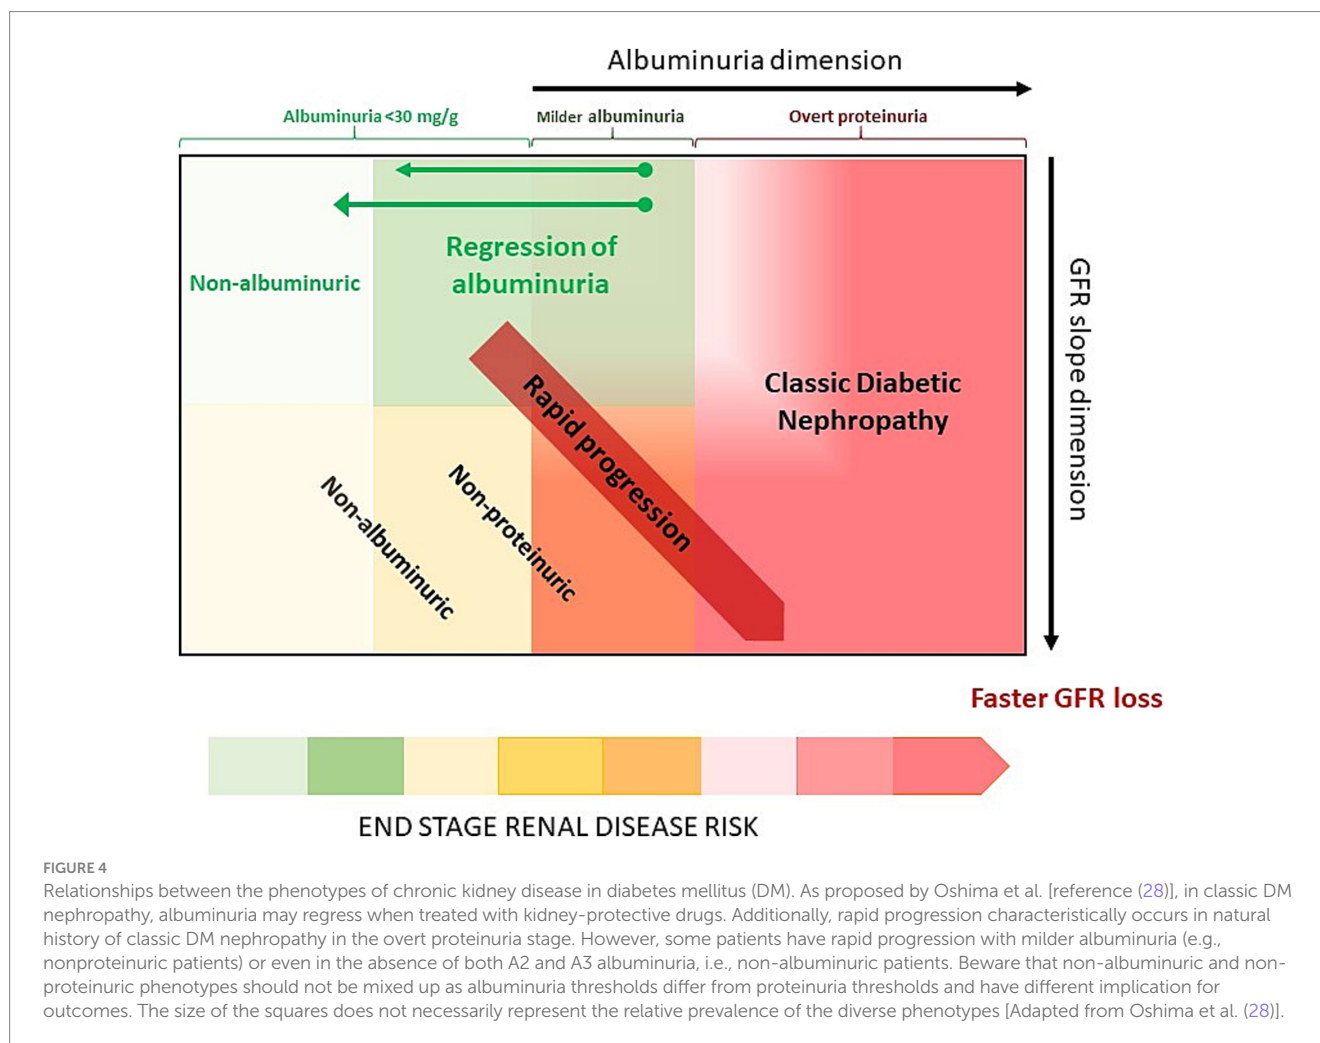 Albuminuria dimension
Albuminuria <30 mg/g
Milder albuminuria
Overt proteinuria
Regression of
albuminuria
Non-albuminuric
GFR slope dimension
Classic Diabetic
Nephropathy
Rapid progression
Non-proteinuric
Non-albuminuric
Faster GFR loss
END STAGE RENAL DISEASE RISK
FIGURE 4
Relationships between the phenotypes of chronic kidney disease in diabetes mellitus (DM). As proposed by Oshima et al. [reference (28)], in classic DM
nephropathy, albuminuria may regress when treated with kidney-protective drugs. Additionally, rapid progression characteristically occurs in natural
history of classic DM nephropathy in the overt proteinuria stage. However, some patients have rapid progression with milder albuminuria (e.g.,
nonproteinuric patients) or even in the absence of both A2 and A3 albuminuria, i.e., non-albuminuric patients. Beware that non-albuminuric and non-
proteinuric phenotypes should not be mixed up as albuminuria thresholds differ from proteinuria thresholds and have different implication for
outcomes. The size of the squares does not necessarily represent the relative prevalence of the diverse phenotypes [Adapted from Oshima et al. (28)].